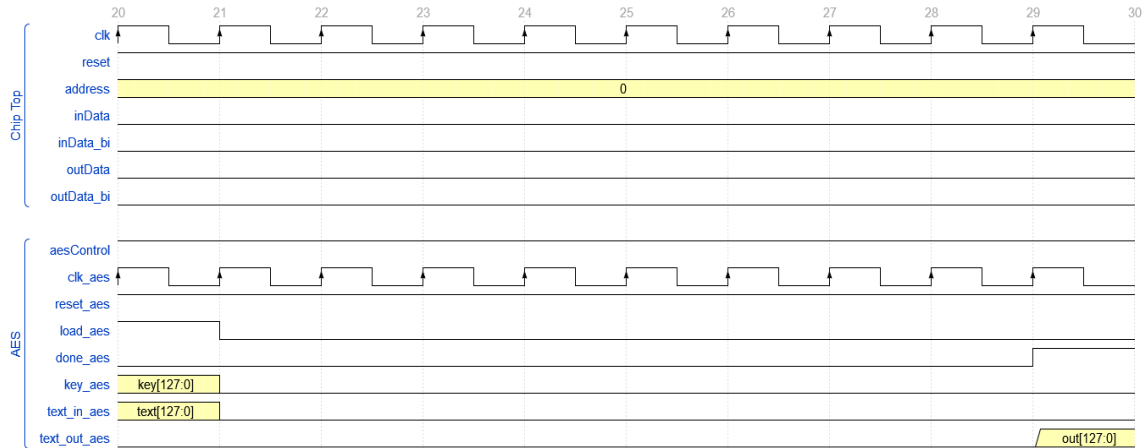 20 21 22 23 24 25 26 27 28 29 30
Chip Top
clk
reset
address 0
inData
inData_bi
outData
outData_bi
AES
aesControl
clk_aes
reset_aes
load_aes
done_aes
key_aes key[127:0]
text_in_aes text[127:0]
text_out_aes out[127:0]